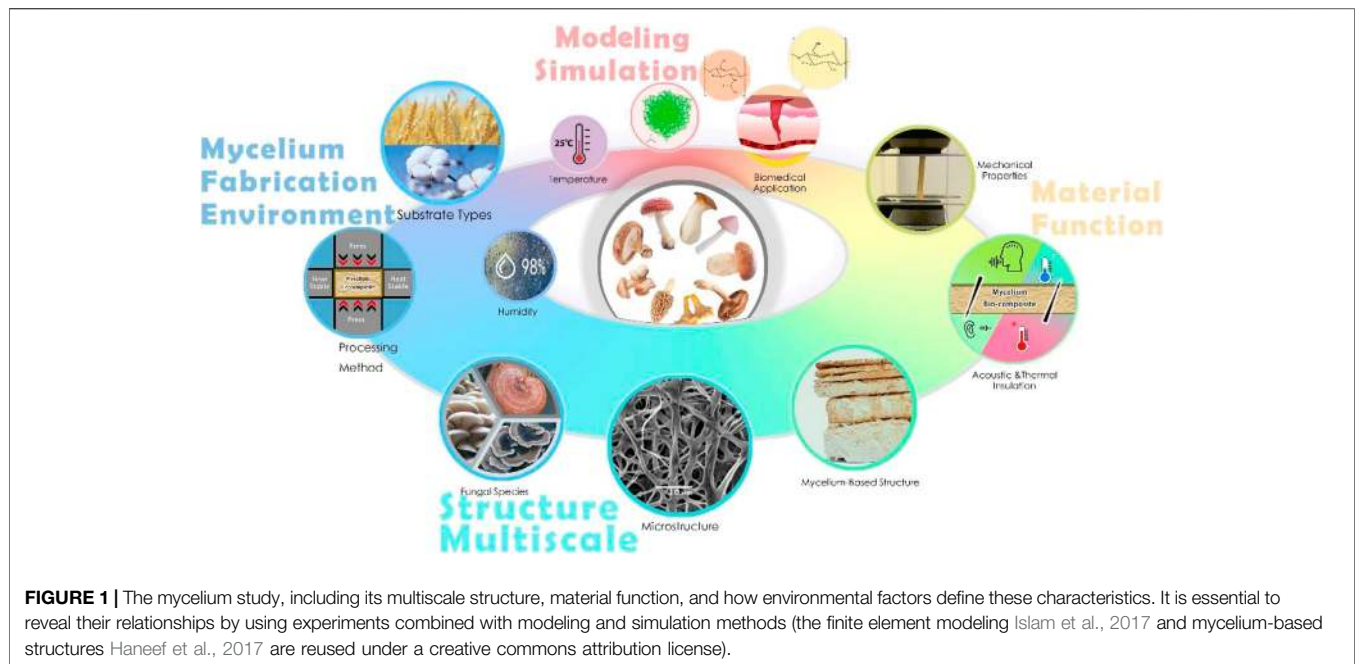 Modeling
Simulation
Mycelium
Fabrication
Environment
Substrate Types
25℃
Temperature
Biomedical
Application
Mechanical
Properties
Material
Function
Press
Heat
Stable
Press
98%
Humidity
Processing
Method
Mycelium
Bio-composite
Acoustic &Thermal
Insulation
Fungal Species
Structure
Multiscale
Microstructure
Mycelium-Based Structure
FIGURE 1 | The mycelium study, including its multiscale structure, material function, and how environmental factors define these characteristics. It is essential to
reveal their relationships by using experiments combined with modeling and simulation methods (the finite element modeling Islam et al., 2017 and mycelium-based
structures Haneef et al., 2017 are reused under a creative commons attribution license).